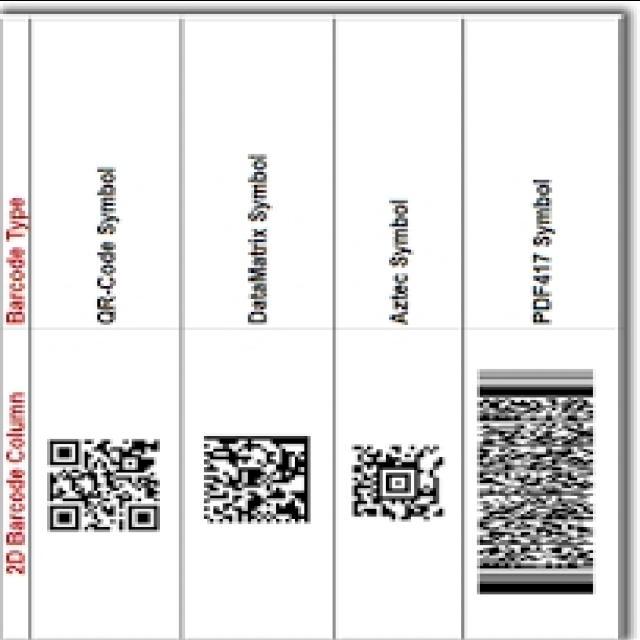 2D Barcode Column Barcode Type
QR-Code Symbol
DataMatrix Symbol
Aztec Symbol
PDF417 Symbol